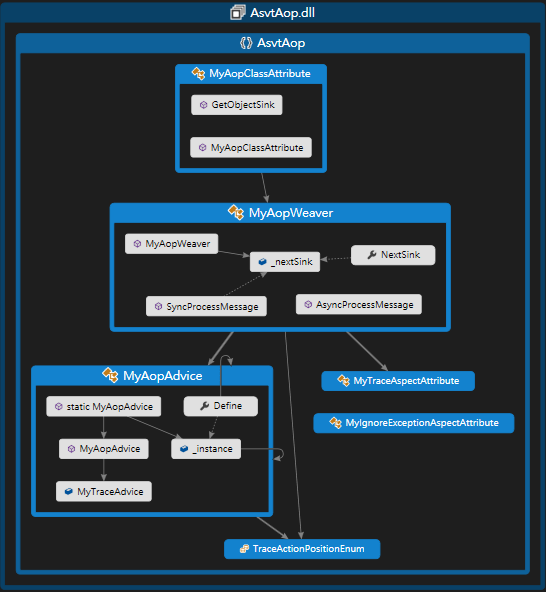 AsvtAop.dll
AsvtAop
MyAopClassAttribute
GetObjectSink
MyAopClassAttribute
MyAopWeaver
MyAopWeaver
_nextSink
NextSink
SyncProcessMessage
AsyncProcessMessage
MyAopAdvice
static MyAopAdvice
Define
MyAopAdvice
_instance
MyTraceAdvice
MyTraceAspectAttribute
MyIgnoreExceptionAspectAttribute
TraceActionPositionEnum